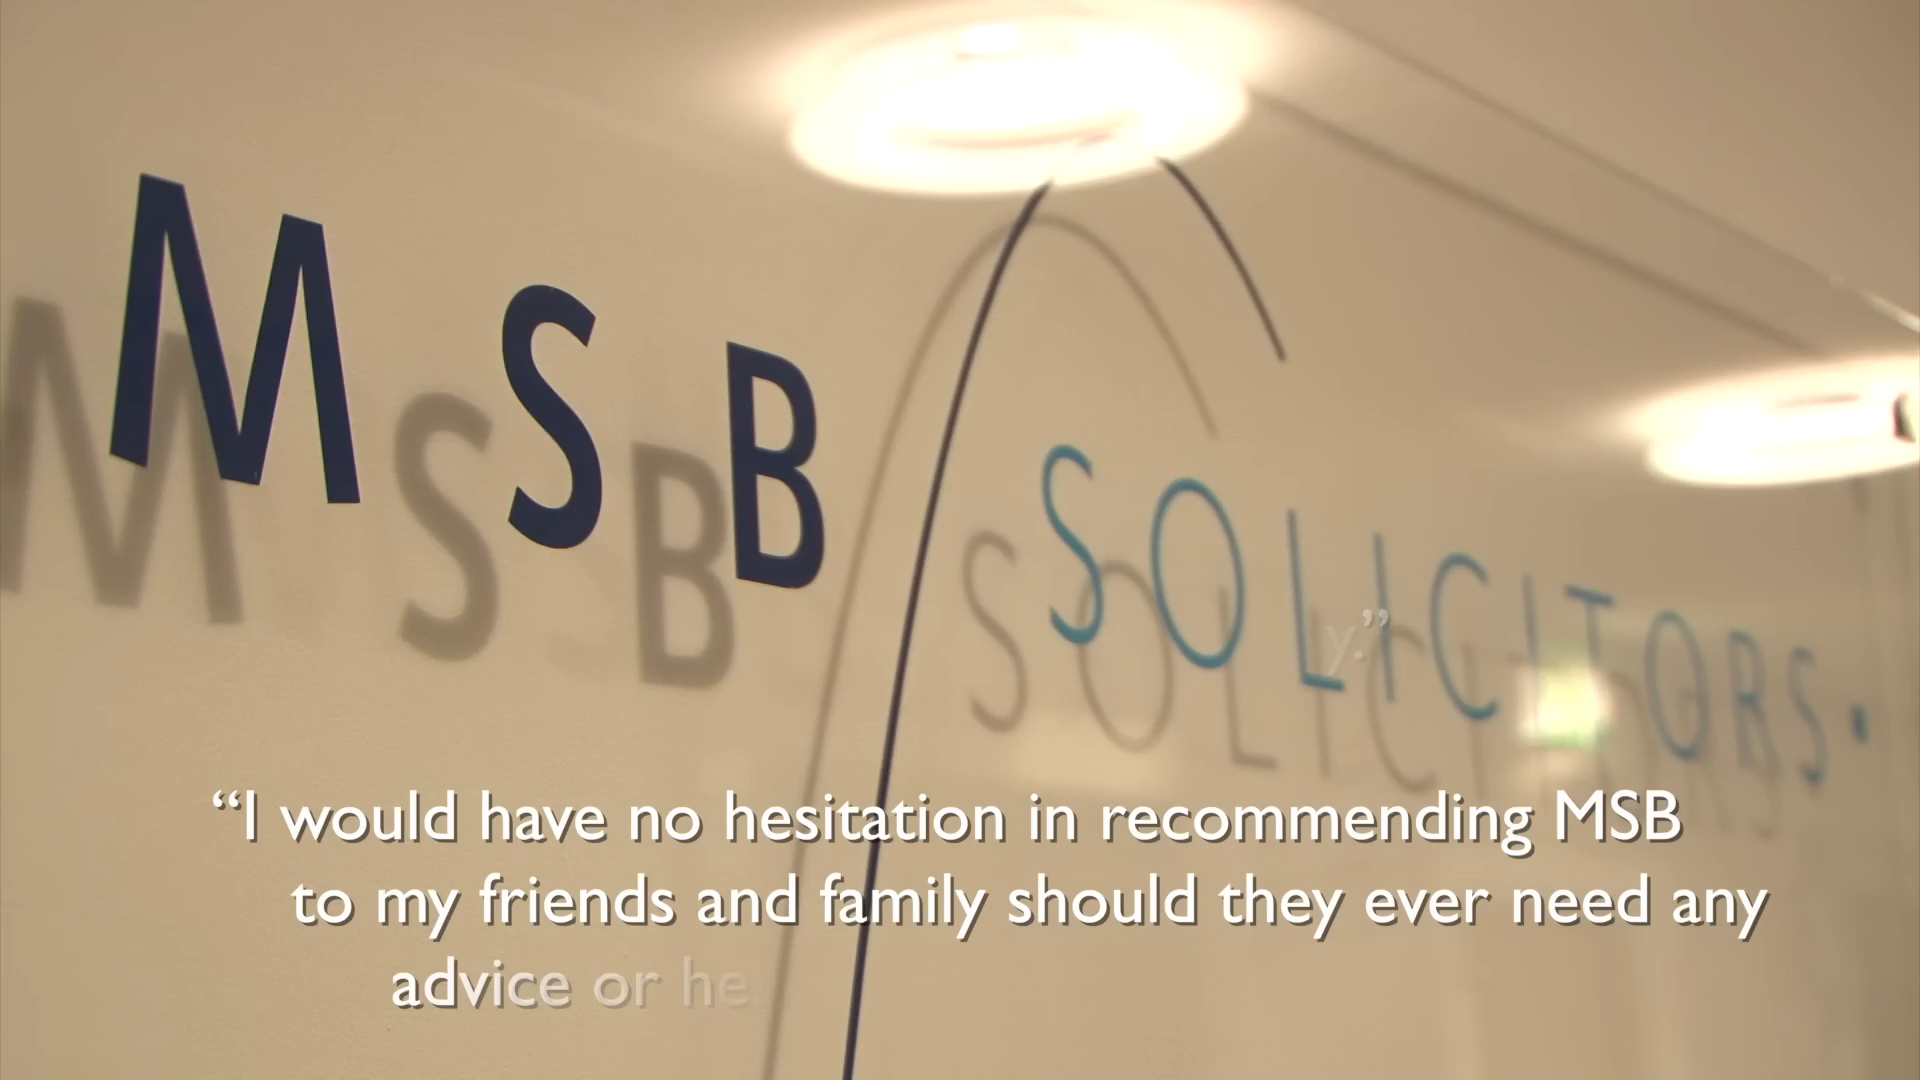 MSB SOLICITORS.
“I would have no hesitation in recommending MSB
to my friends and family should they ever need any
advice or